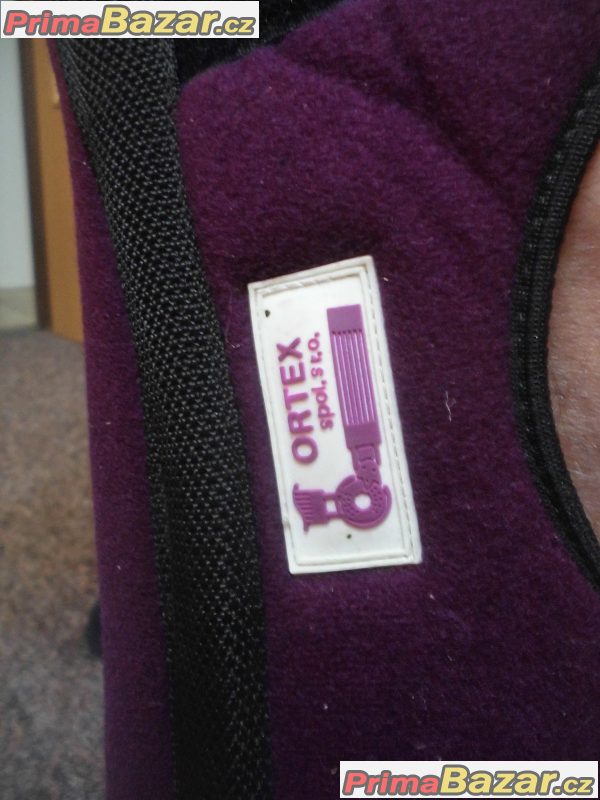 PrimaBazar.cz
ORTEX
spol. s r.o.
PrimaBazar.cz